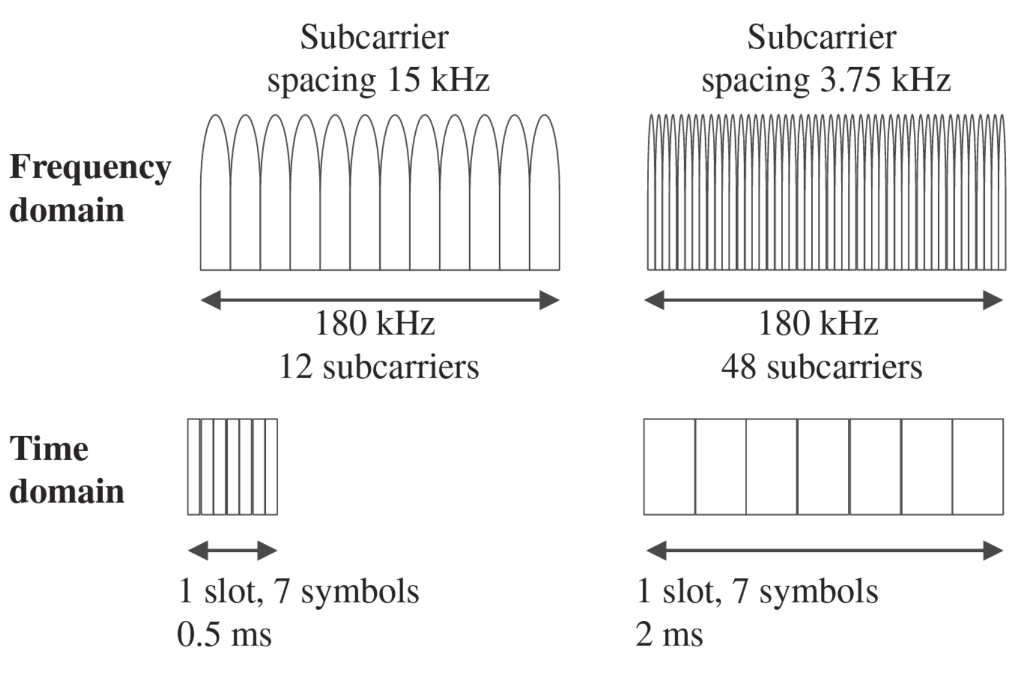 Subcarrier
spacing 15 kHz
Subcarrier
spacing 3.75 kHz
Frequency
domain
180 kHz
12 subcarriers
180 kHz
48 subcarriers
Time
domain
1 slot, 7 symbols
0.5 ms
1 slot, 7 symbols
2 ms